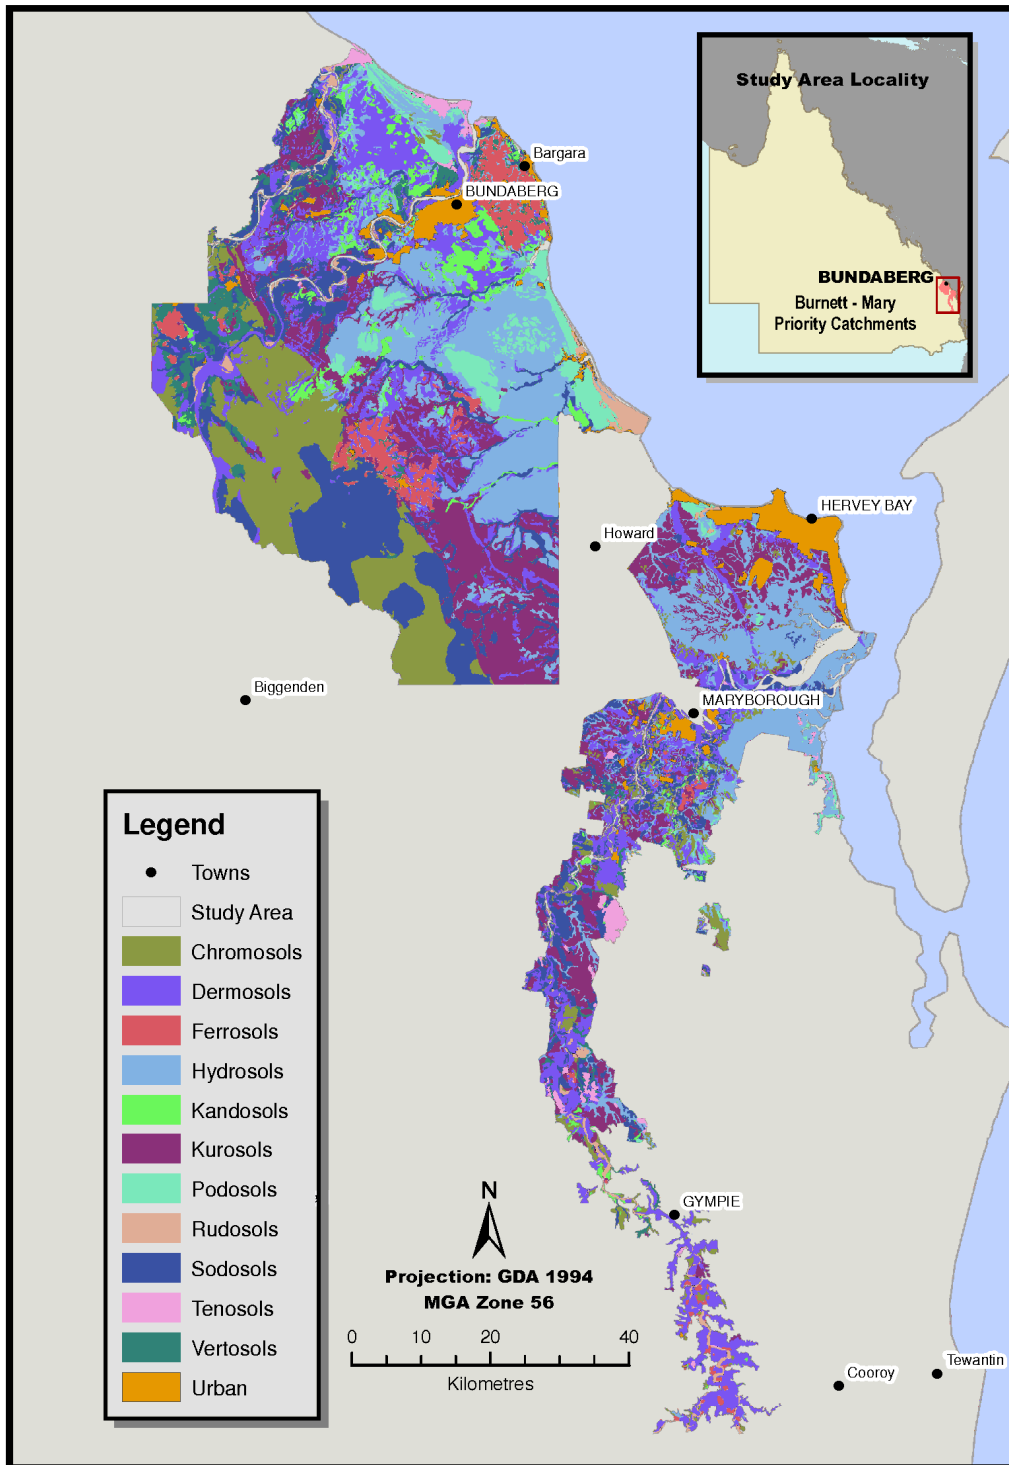 Study Area Locality
BUNDABERG
Burnett - Mary
Priority Catchments
Bargara
BUNDABERG
HERVEY BAY
Howard
Biggenden
MARYBOROUGH
Legend
Towns
Study Area
Chromosols
Dermosols
Ferrosols
Hydrosols
Kandosols
Kurosols
Podosols
Rudosols
Sodosols
Tenosols
Vertosols
Urban
N
GYMPIE
Projection: GDA 1994
MGA Zone 56
0 10 20 40
Kilometres
Cooroy
Tewantin